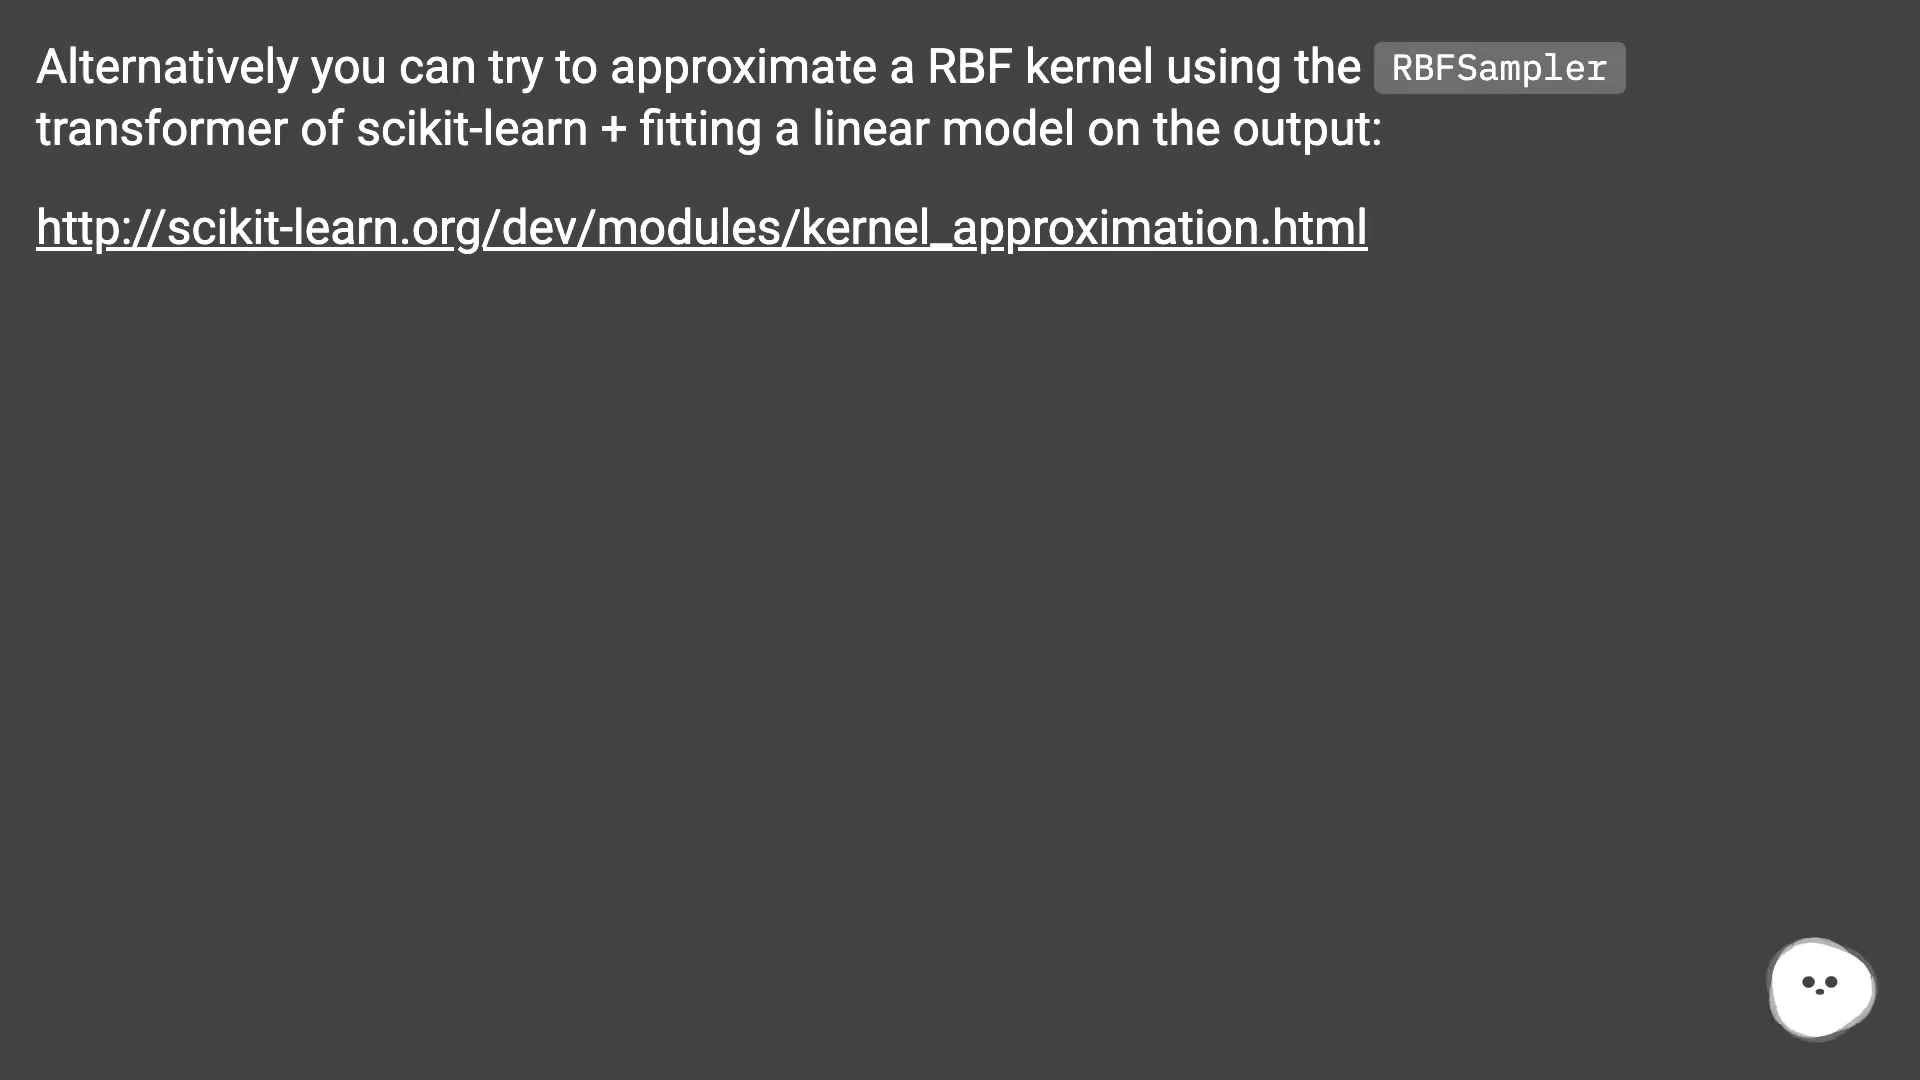 Alternatively you can try to approximate a RBF kernel using the RBFSampler
transformer of scikit-learn + fitting a linear model on the output:
http://scikit-learn.org/dev/modules/kernel_approximation.html